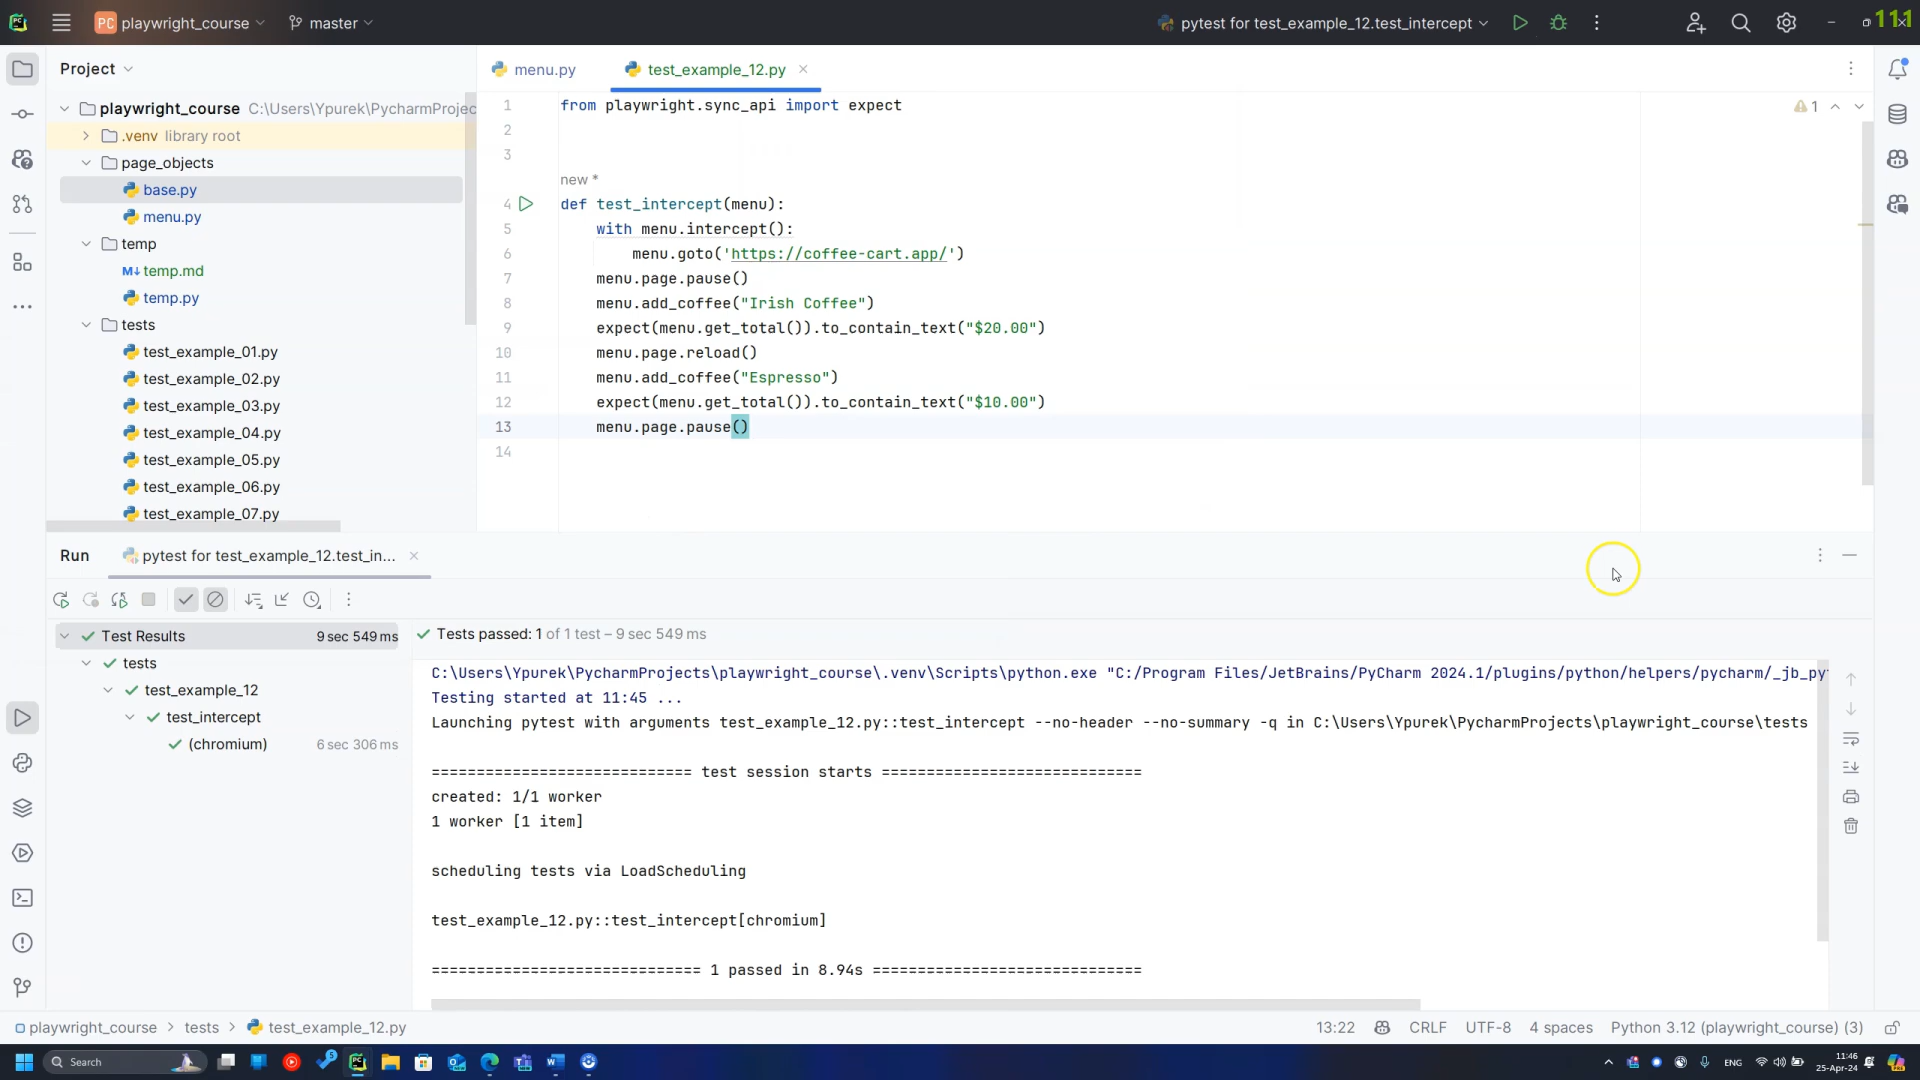 PC playwright_course master pytest for test_example_12.test_intercept 111
Project
menu.py test_example_12.py
playwright_course C:\Users\Ypurek\PycharmProjec
.venv library root
page_objects
base.py
menu.py
temp
M↓ temp.md
temp.py
tests
test_example_01.py
test_example_02.py
test_example_03.py
test_example_04.py
test_example_05.py
test_example_06.py
test_example_07.py
1 from playwright.sync_api import expect
1
2
3
new *
4 def test_intercept(menu):
5 with menu.intercept():
6 menu.goto('https://coffee-cart.app/')
7 menu.page.pause()
8 menu.add_coffee("Irish Coffee")
9 expect(menu.get_total()).to_contain_text("$20.00")
10 menu.page.reload()
11 menu.add_coffee("Espresso")
12 expect(menu.get_total()).to_contain_text("$10.00")
13 menu.page.pause()
14
Run pytest for test_example_12.test_in...
Test Results 9 sec 549 ms
tests
test_example_12
test_intercept
(chromium) 6 sec 306 ms
Tests passed: 1 of 1 test – 9 sec 549 ms
C:\Users\Ypurek\PycharmProjects\playwright_course\.venv\Scripts\python.exe "C:/Program Files/JetBrains/PyCharm 2024.1/plugins/python/helpers/pycharm/_jb_py
Testing started at 11:45 ...
Launching pytest with arguments test_example_12.py::test_intercept --no-header --no-summary -q in C:\Users\Ypurek\PycharmProjects\playwright_course\tests
============================ test session starts =============================
created: 1/1 worker
1 worker [1 item]
scheduling tests via LoadScheduling
test_example_12.py::test_intercept[chromium]
============================== 1 passed in 8.94s ==============================
playwright_course > tests > test_example_12.py
13:22 CRLF UTF-8 4 spaces Python 3.12 (playwright_course) (3)
Search
ENG
11:46
25-Apr-24